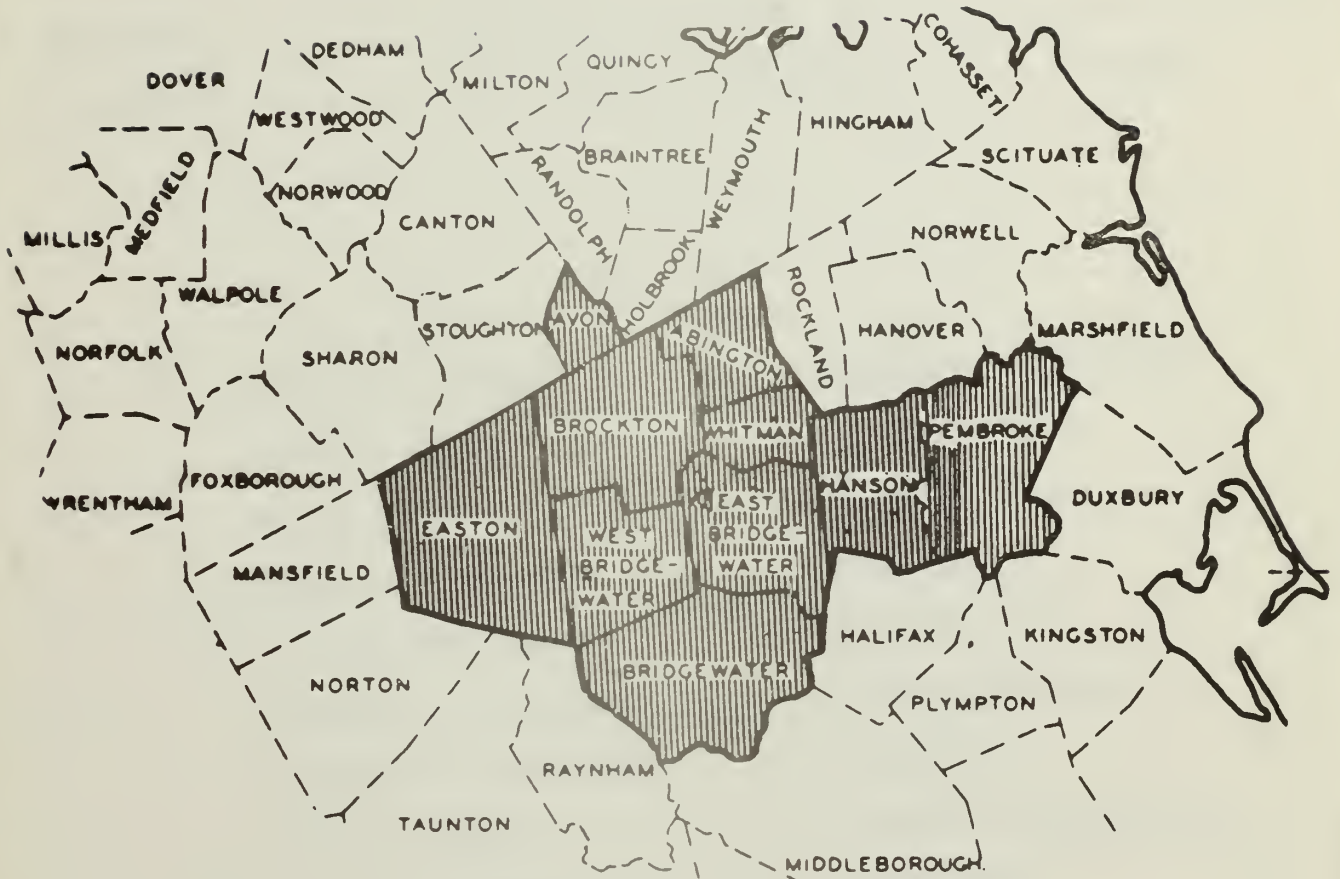 DEDHAM
DOVER
MILTON
QUINCY
COHASSET
WESTWOOD
HINGHAM
SCITUATE
BRAINTREE
WEYMOUTH
MEDFIELD
NORWOOD
RANDOLPH
MILLIS
CANTON
NORWELL
HOLBROOK
WALPOLE
ROCKLAND
STOUGHTON
AVON
HANOVER
MARSHFIELD
NORFOLK
SHARON
ABINGTON
BROCKTON
WHITMAN
PEMBROKE
FOXBOROUGH
HANSON
WRENTHAM
DUXBURY
EASTON
EAST
BRIDGE-
WATER
WEST
BRIDGE-
WATER
MANSFIELD
HALIFAX
KINGSTON
BRIDGEWATER
NORTON
PLYMPTON
RAYNHAM
TAUNTON
MIDDLEBOROUGH